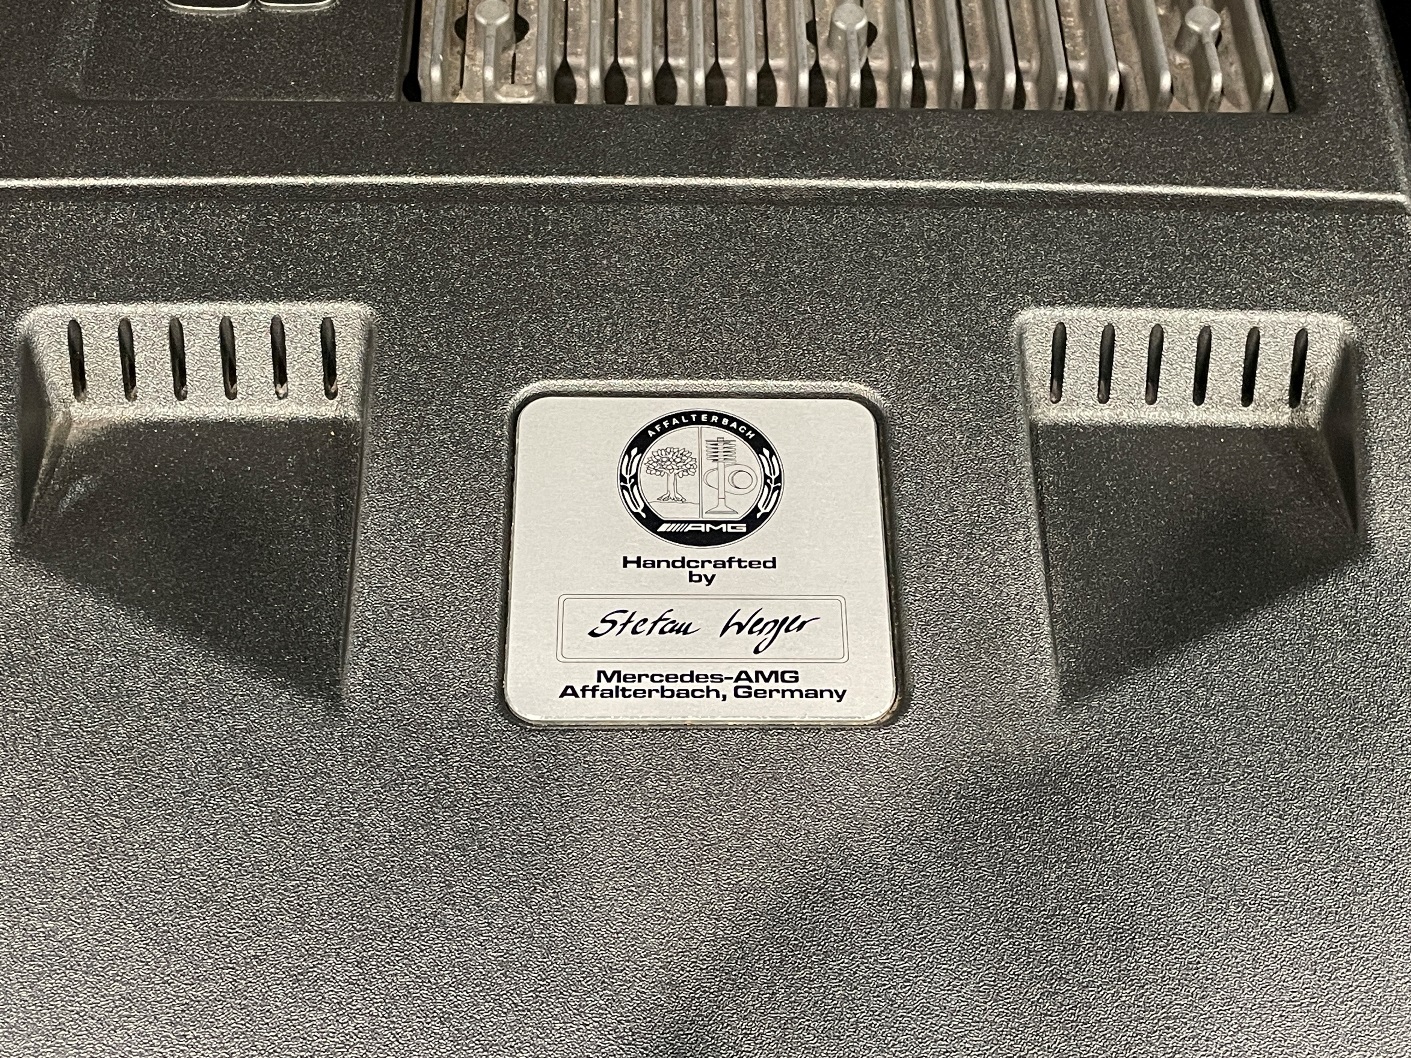 AFFALTERBACH
AMG
Handcrafted
by
Stefan Wenger
Mercedes-AMG
Affalterbach, Germany